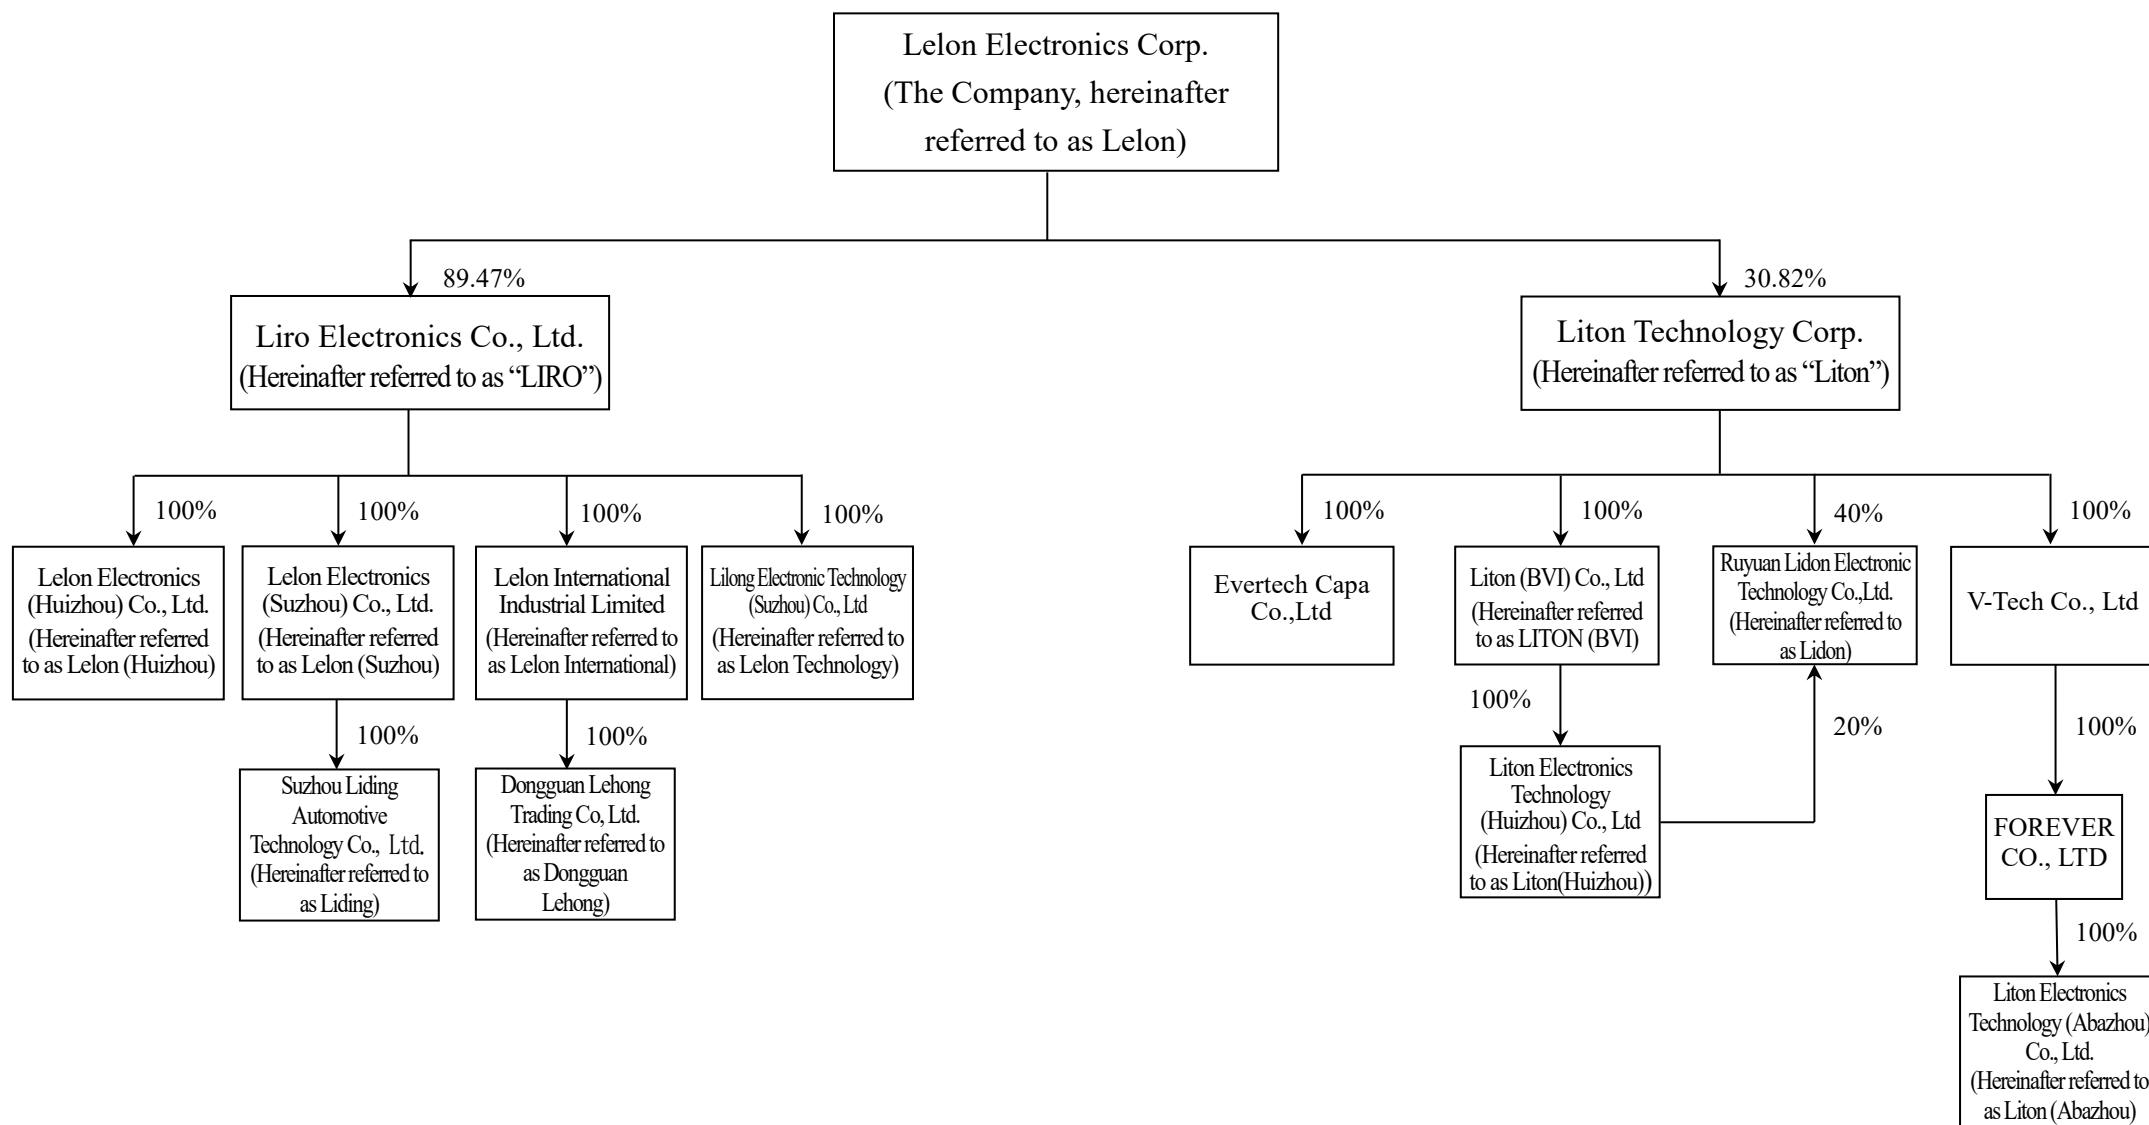 Lelon Electronics Corp.
(The Company, hereinafter
referred to as Lelon)
89.47%
30.82%
Liro Electronics Co., Ltd.
(Hereinafter referred to as “LIRO”)
Liton Technology Corp.
(Hereinafter referred to as “Liton”)
100%
100%
100%
100%
100%
100%
40%
100%
Lelon Electronics
(Huizhou) Co., Ltd.
(Hereinafter referred
to as Lelon (Huizhou)
Lelon Electronics
(Suzhou) Co., Ltd.
(Hereinafter referred
to as Lelon (Suzhou)
Lelon International
Industrial Limited
(Hereinafter referred to
as Lelon International)
Lilong Electronic Technology
(Suzhou) Co., Ltd
(Hereinafter referred to
as Lelon Technology)
Evertech Capa
Co.,Ltd
Liton (BVI) Co., Ltd
(Hereinafter referred
to as LITON (BVI)
Ruyuan Lidon Electronic
Technology Co.,Ltd.
(Hereinafter referred to
as Lidon)
V-Tech Co., Ltd
100%
100%
100%
20%
100%
Suzhou Liding
Automotive
Technology Co., Ltd.
(Hereinafter referred to
as Liding)
Dongguan Lehong
Trading Co, Ltd.
(Hereinafter referred to
as Dongguan
Lehong)
Liton Electronics
Technology
(Huizhou) Co., Ltd
(Hereinafter referred
to as Liton(Huizhou))
FOREVER
CO., LTD
100%
Liton Electronics
Technology (Abazhou)
Co., Ltd.
(Hereinafter referred to
as Liton (Abazhou)